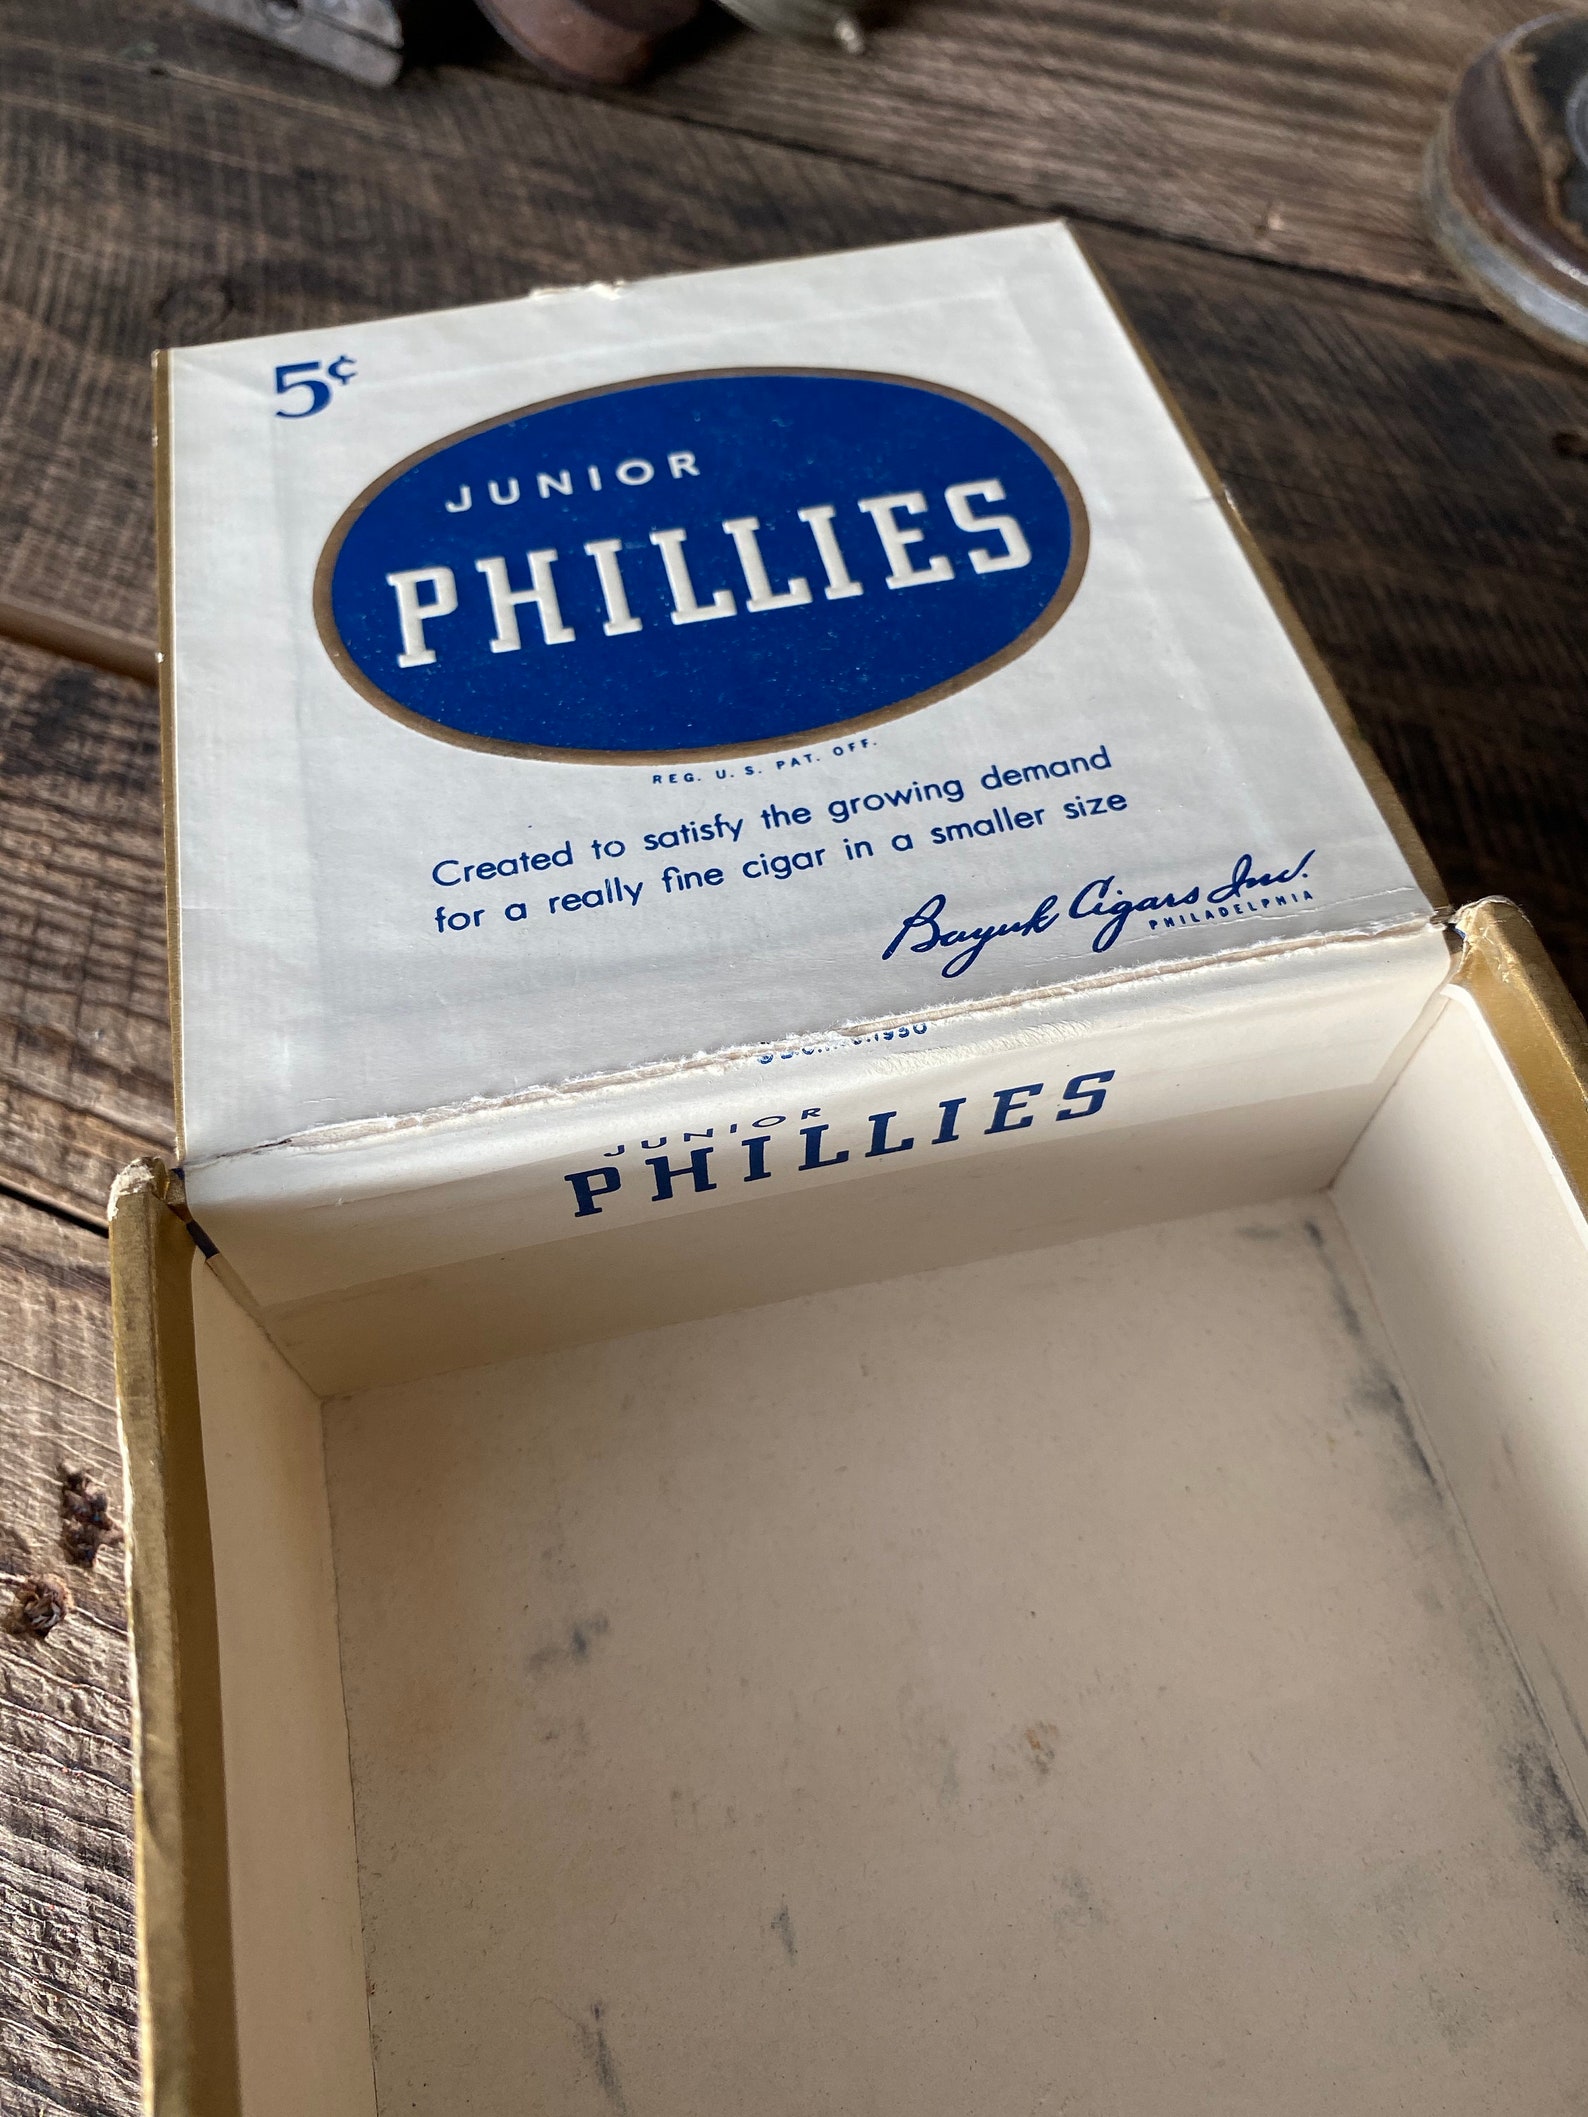 5¢
JUNIOR
PHILLIES
REG. U. S. PAT. OFF.
Created to satisfy the growing demand
for a really fine cigar in a smaller size
Bayuk Cigars Inc.
PHILADELPHIA
JUNIOR
PHILLIES